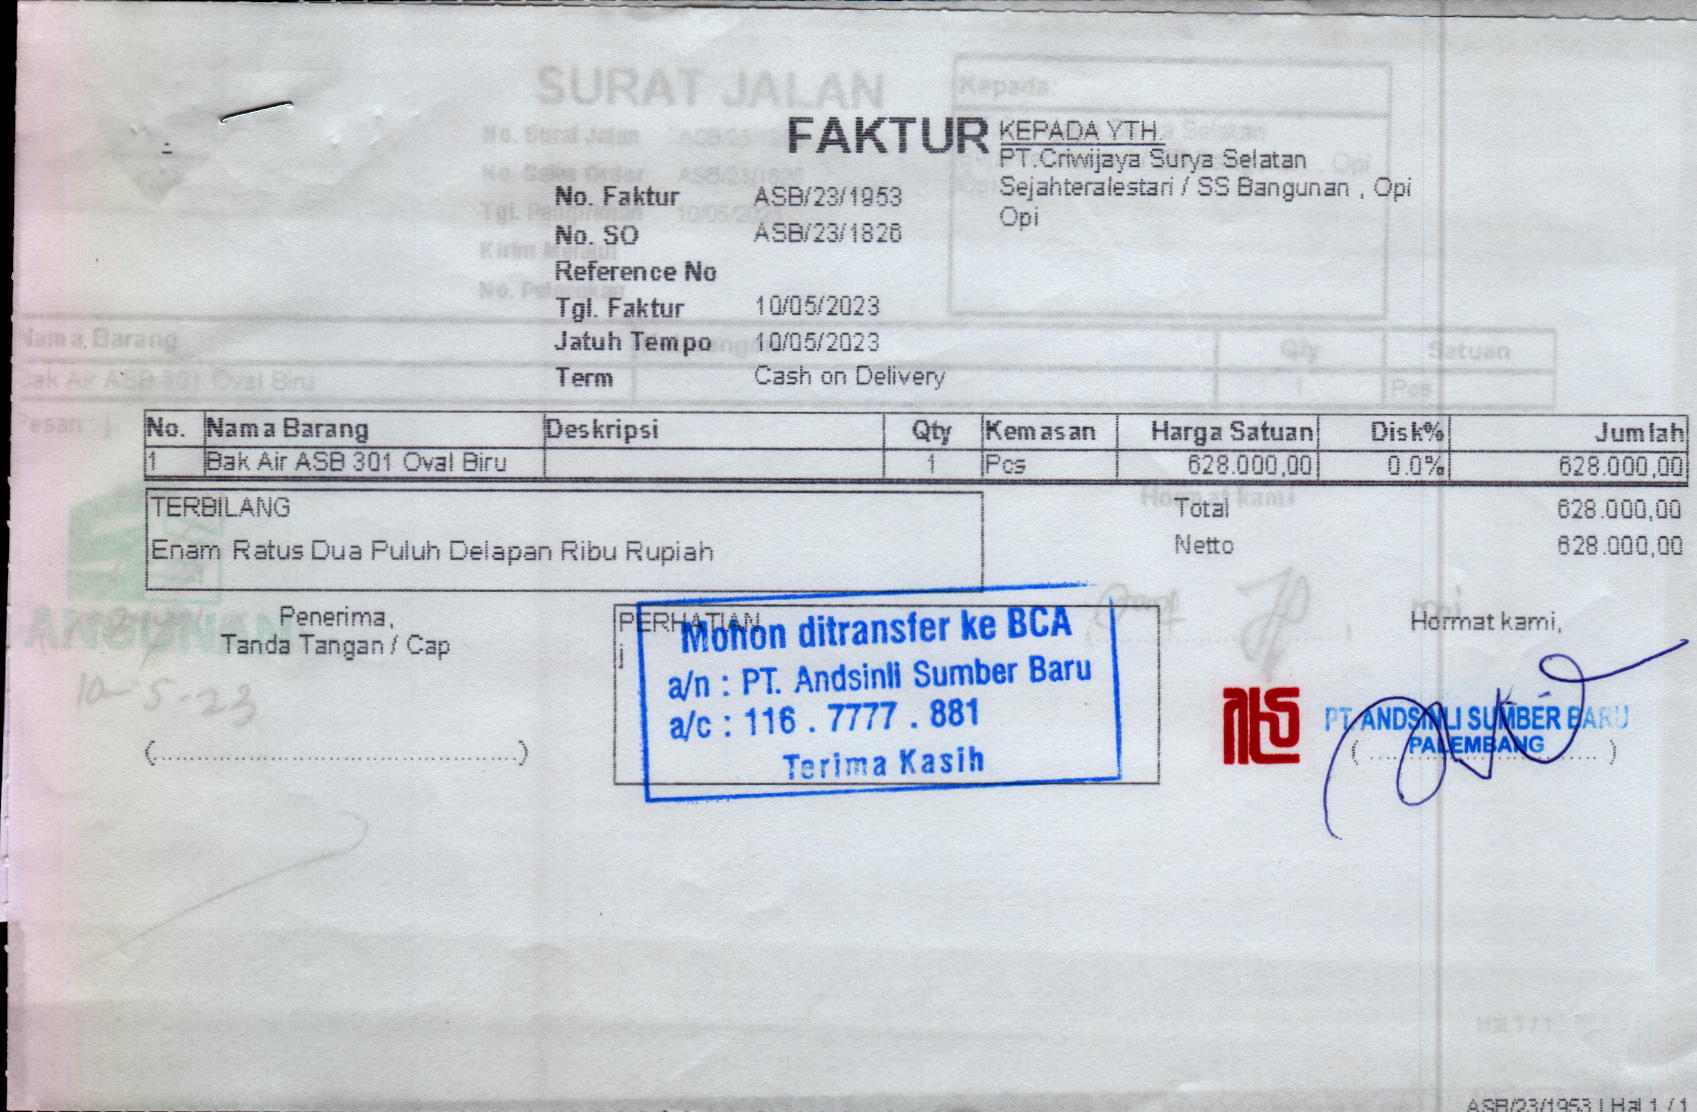 SURAT JALAN
Kepada:
FAKTUR
KEPADA YTH.
PT.Criwijaya Surya Selatan
Sejahteralestari / SS Bangunan , Opi
Opi
No. Faktur ASB/23/1953
No. SO ASB/23/1826
Reference No
Tgl. Faktur 10/05/2023
Jatuh Tempo 10/05/2023
Term Cash on Delivery
No. Nama Barang Deskripsi Qty Kemasan Harga Satuan Disk% Jumlah
1 Bak Air ASB 301 Oval Biru 1 Pcs 628.000,00 0.0% 628.000,00
TERBILANG
Enam Ratus Dua Puluh Delapan Ribu Rupiah
Total 628.000,00
Netto 628.000,00
Penerima,
Tanda Tangan / Cap
10-5-23
(..............................)
PERHATIAN
j
Mohon ditransfer ke BCA
a/n : PT. Andsinli Sumber Baru
a/c : 116 . 7777 . 881
Terima Kasih
Hormat kami,
PT. ANDSINLI SUMBER BARU
PALEMBANG
ASB/23/1953 | Hal 1 / 1